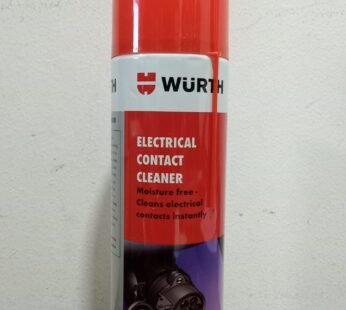 WÜRTH
ELECTRICAL
CONTACT
CLEANER
Moisture free -
Cleans electrical
contacts instantly